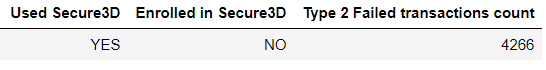 Used Secure3D Enrolled in Secure3D Type 2 Failed transactions count
YES NO 4266